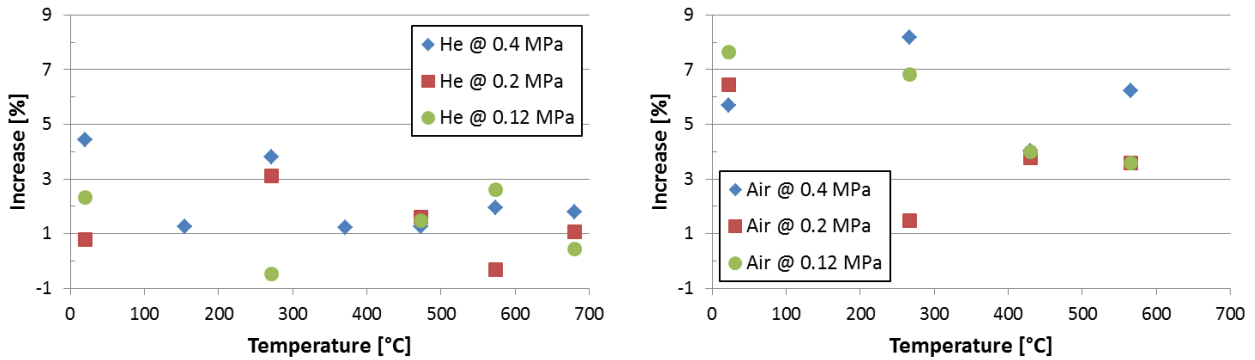 9
7
5
3
1
-1
Increase [%]
He @ 0.4 MPa
He @ 0.2 MPa
He @ 0.12 MPa
0 100 200 300 400 500 600 700
Temperature [°C]
9
7
5
3
1
-1
Increase [%]
Air @ 0.4 MPa
Air @ 0.2 MPa
Air @ 0.12 MPa
0 100 200 300 400 500 600 700
Temperature [°C]